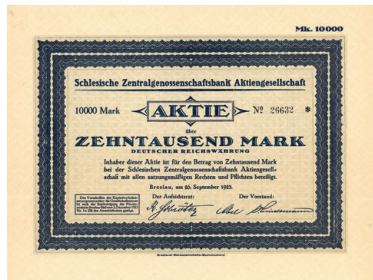 Mk. 10000
Schlesische Zentralgenossenschaftsbank Aktiengesellschaft
10000 Mark AKTIE No 26632 *
über
ZEHNTAUSEND MARK
DEUTSCHER REICHSWÄHRUNG
Inhaber dieser Aktie ist für den Betrag von Zehntausend Mark
bei der Schlesischen Zentralgenossenschaftsbank Aktiengesell-
schaft mit allen satzungsmäßigen Rechten und Pflichten beteiligt.
Breslau, am 26. September 1923.
Der Aufsichtsrat: Der Vorstand: